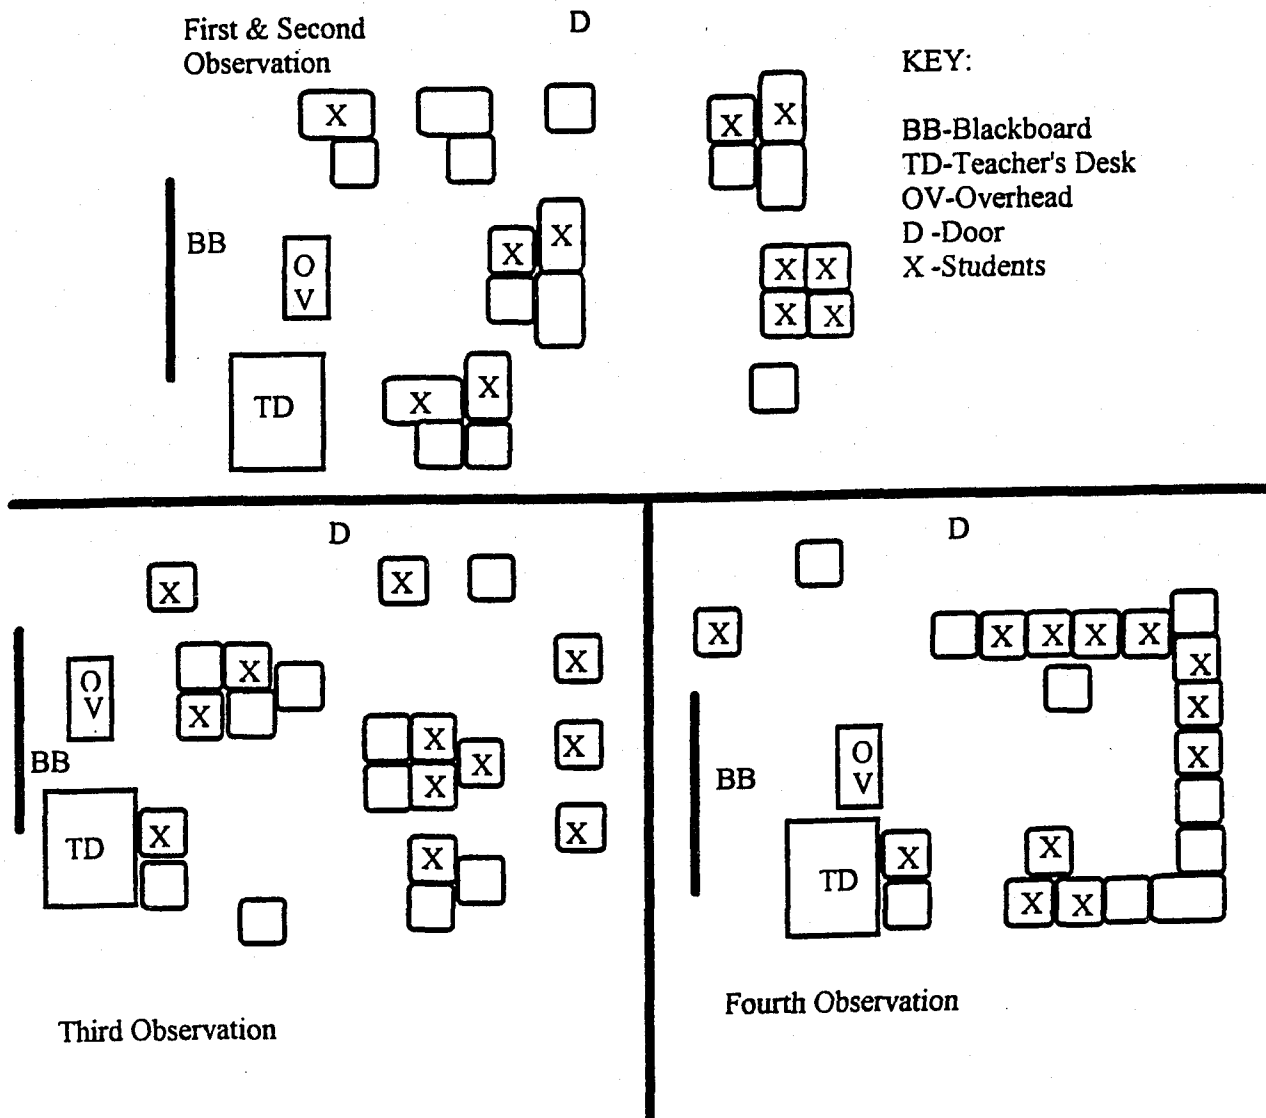 First & Second
Observation
D
KEY:
BB-Blackboard
TD-Teacher's Desk
OV-Overhead
D -Door
X -Students
X
X
X
BB
O
V
X
X
X
X
X
X
TD
X
X
D
X
X
O
V
X
X
X
BB
X
X
X
X
TD
X
X
X
Third Observation
D
X
X
X
X
X
X
X
BB
O
V
X
TD
X
X
X
X
Fourth Observation